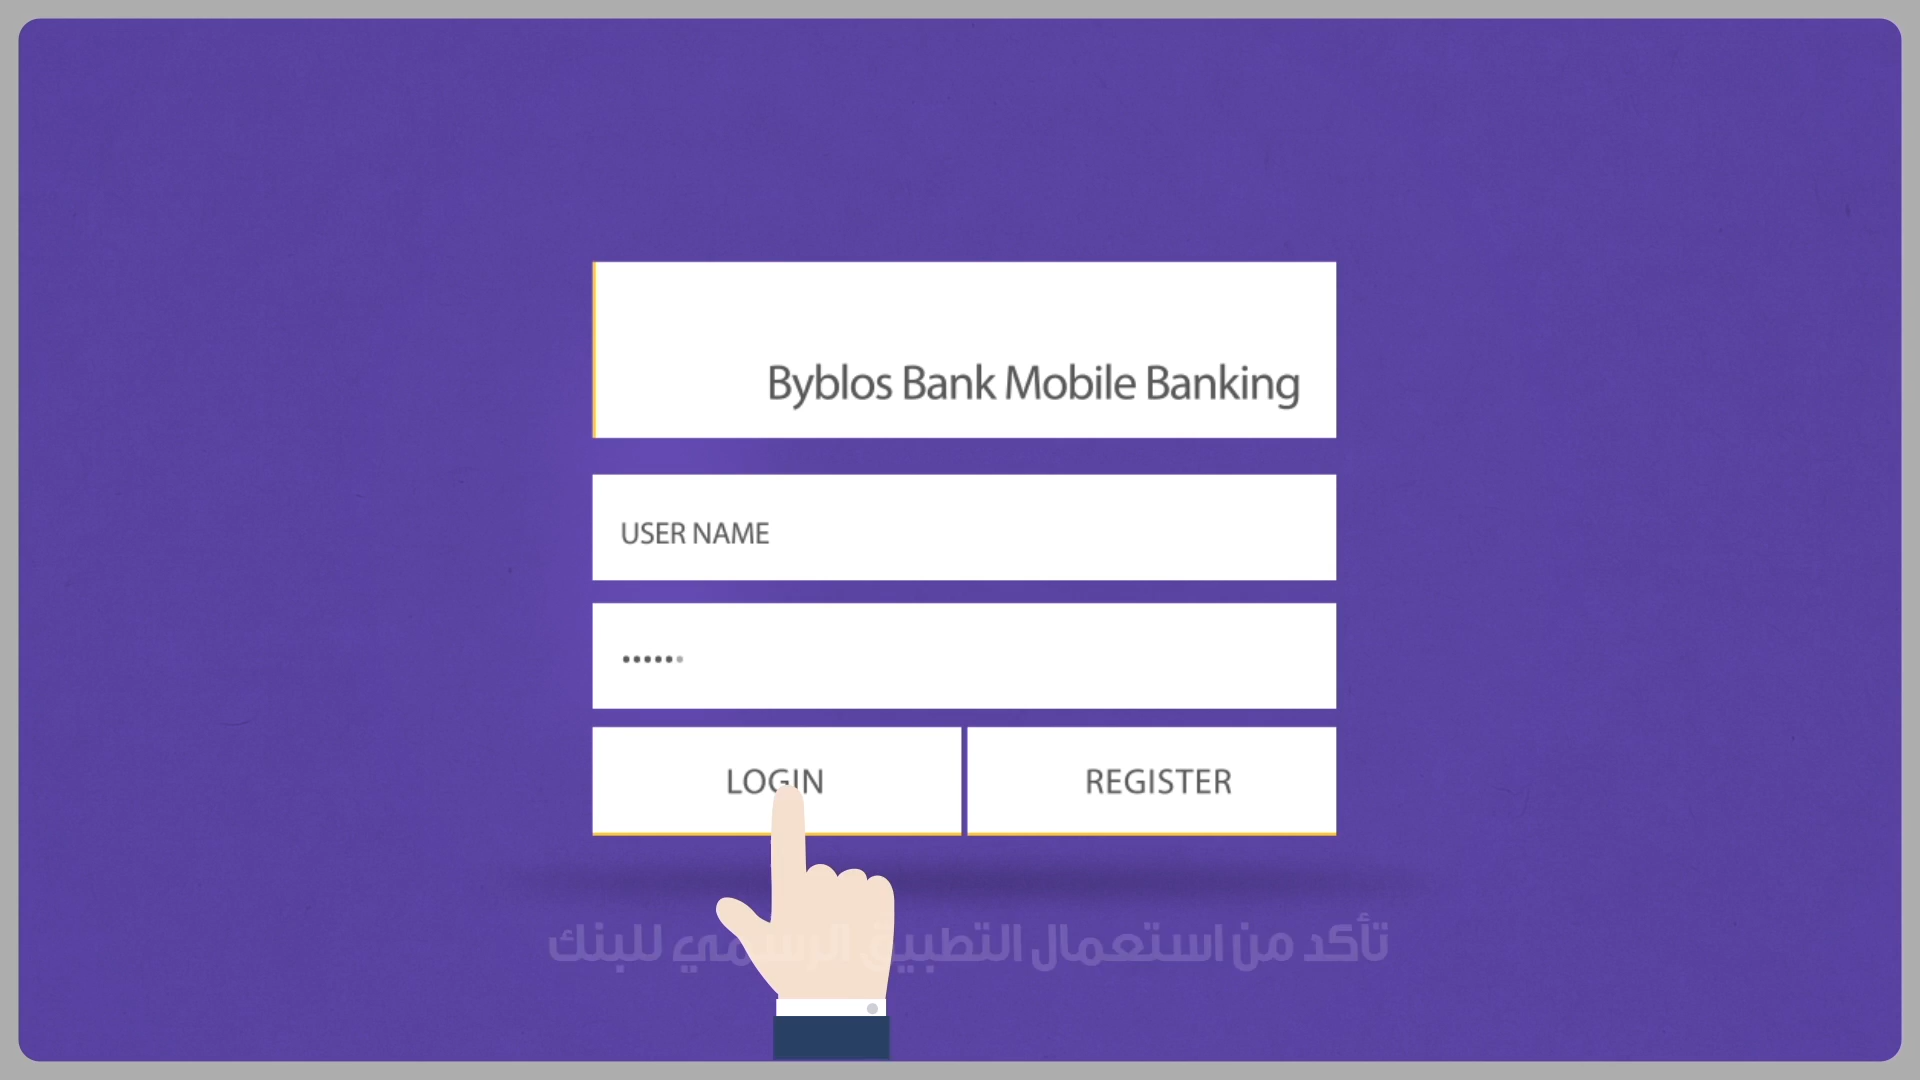 Byblos Bank Mobile Banking
USER NAME
••••••
LOGIN
REGISTER
تأكد من استعمال التطبيق الرسمي للبنك